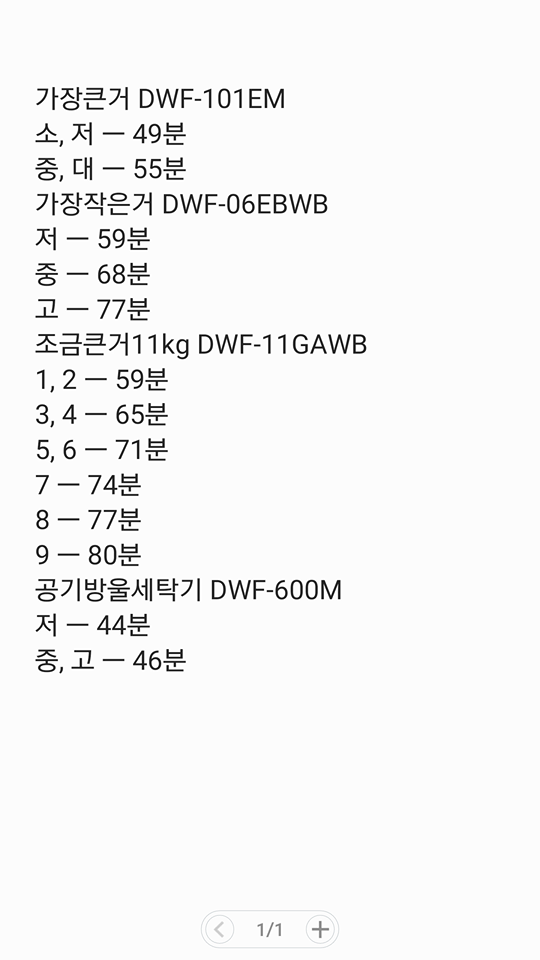 가장큰거 DWF-101EM
소, 저 ㅡ 49분
중, 대 ㅡ 55분
가장작은거 DWF-06EBWB
저 ㅡ 59분
중 ㅡ 68분
고 ㅡ 77분
조금큰거11kg DWF-11GAWB
1, 2 ㅡ 59분
3, 4 ㅡ 65분
5, 6 ㅡ 71분
7 ㅡ 74분
8 ㅡ 77분
9 ㅡ 80분
공기방울세탁기 DWF-600M
저 ㅡ 44분
중, 고 ㅡ 46분
1/1